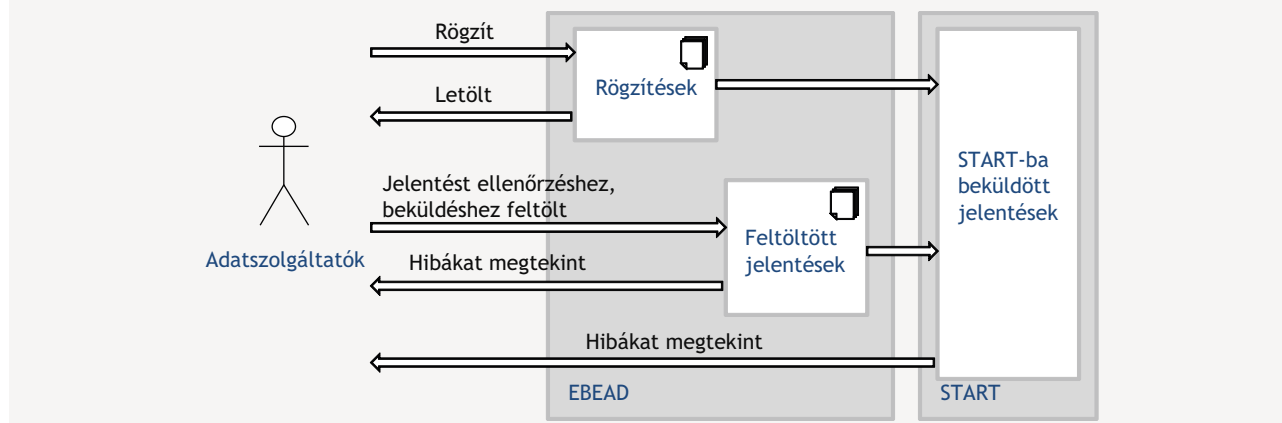 Rögzít
Rögzítések
Letölt
START-ba
beküldött
jelentések
Jelentést ellenőrzéshez,
beküldéshez feltölt
Feltöltött
jelentések
Adatszolgáltatók
Hibákat megtekint
Hibákat megtekint
EBEAD
START